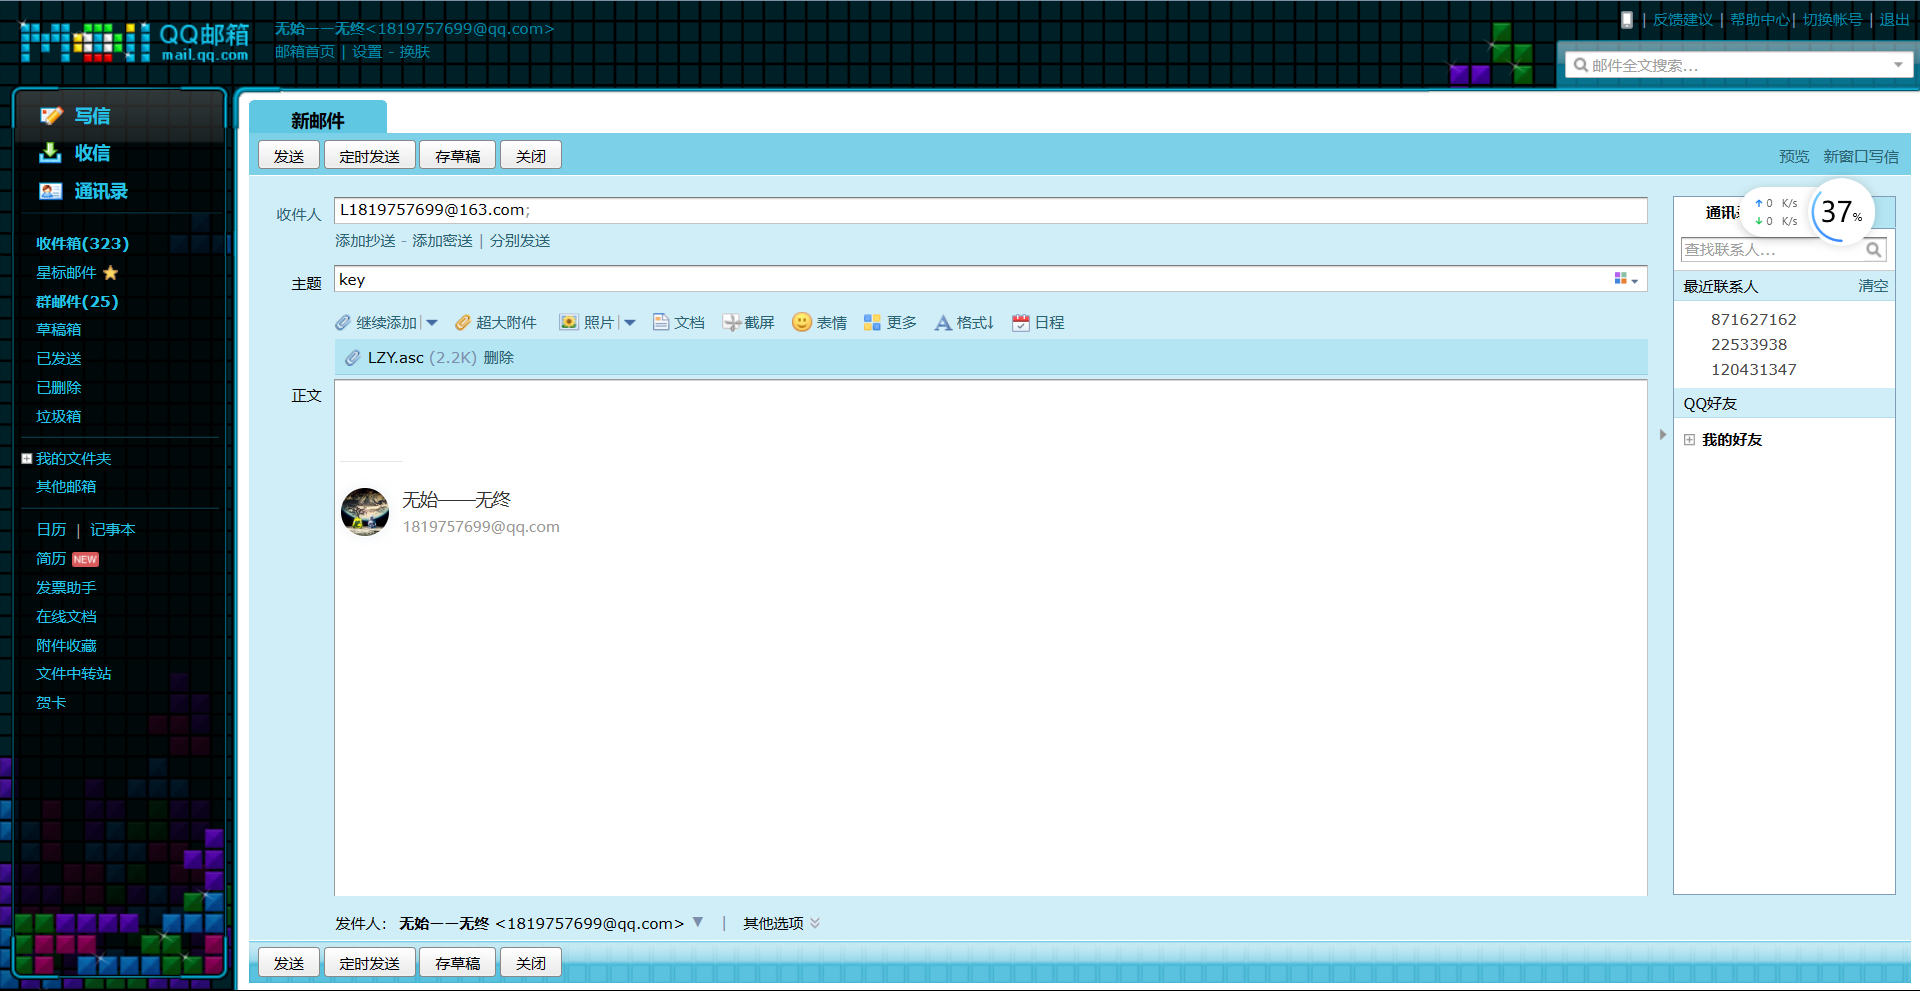 QQ邮箱
mail.qq.com
无始一一无终<1819757699@qq.com>
邮箱首页 | 设置 - 换肤
| 反馈建议 | 帮助中心 | 切换帐号 | 退出
邮件全文搜索...
写信
收信
通讯录
收件箱(323)
星标邮件
群邮件(25)
草稿箱
已发送
已删除
垃圾箱
我的文件夹
其他邮箱
日历 | 记事本
简历 NEW
发票助手
在线文档
附件收藏
文件中转站
贺卡
新邮件
发送 定时发送 存草稿 关闭
预览 新窗口写信
收件人 L1819757699@163.com;
添加抄送 - 添加密送 | 分别发送
主题 key
继续添加 | 超大附件 照片 | 文档 截屏 表情 更多 格式↓ 日程
LZY.asc (2.2K) 删除
正文
无始——无终
1819757699@qq.com
发件人： 无始一一无终 <1819757699@qq.com> | 其他选项
发送 定时发送 存草稿 关闭
通讯
↑ 0 K/s
↓ 0 K/s
37%
查找联系人...
最近联系人 清空
871627162
22533938
120431347
QQ好友
我的好友